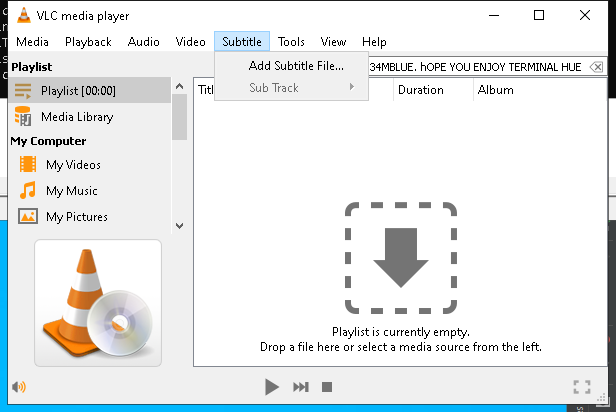 VLC media player
Media Playback Audio Video Subtitle Tools View Help
Playlist
Add Subtitle File...
34MBLUE. hOPE YOU ENJOY TERMINAL HUE
Sub Track
Playlist [00:00]
Duration
Album
Media Library
My Computer
My Videos
My Music
My Pictures
Playlist is currently empty.
Drop a file here or select a media source from the left.